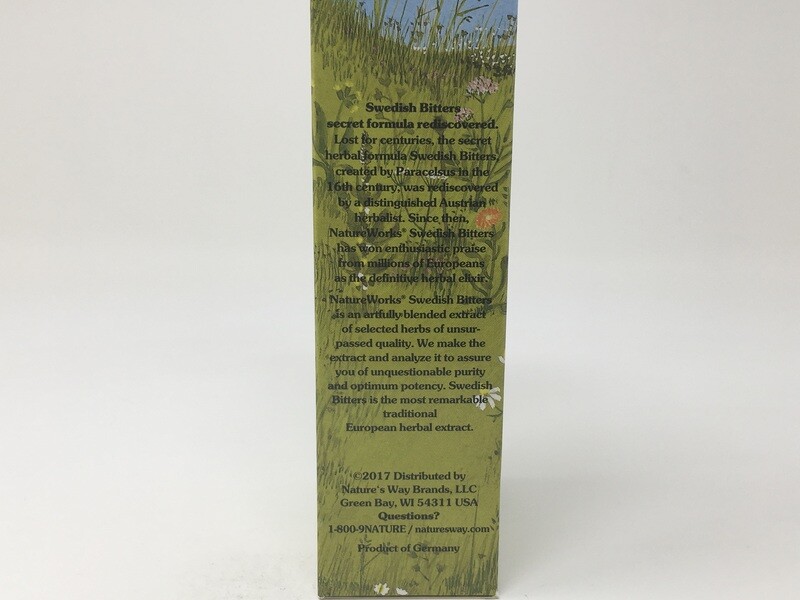 Swedish Bitters
secret formula rediscovered.
Lost for centuries, the secret
herbal formula Swedish Bitters,
created by Paracelsus in the
16th century, was rediscovered
by a distinguished Austrian
herbalist. Since then,
NatureWorks® Swedish Bitters
has won enthusiastic praise
from millions of Europeans
as the definitive herbal elixir.
NatureWorks® Swedish Bitters
is an artfully blended extract
of selected herbs of unsur-
passed quality. We make the
extract and analyze it to assure
you of unquestionable purity
and optimum potency. Swedish
Bitters is the most remarkable
traditional
European herbal extract.
©2017 Distributed by
Nature's Way Brands, LLC
Green Bay, WI 54311 USA
Questions?
1-800-9NATURE / naturesway.com
Product of Germany